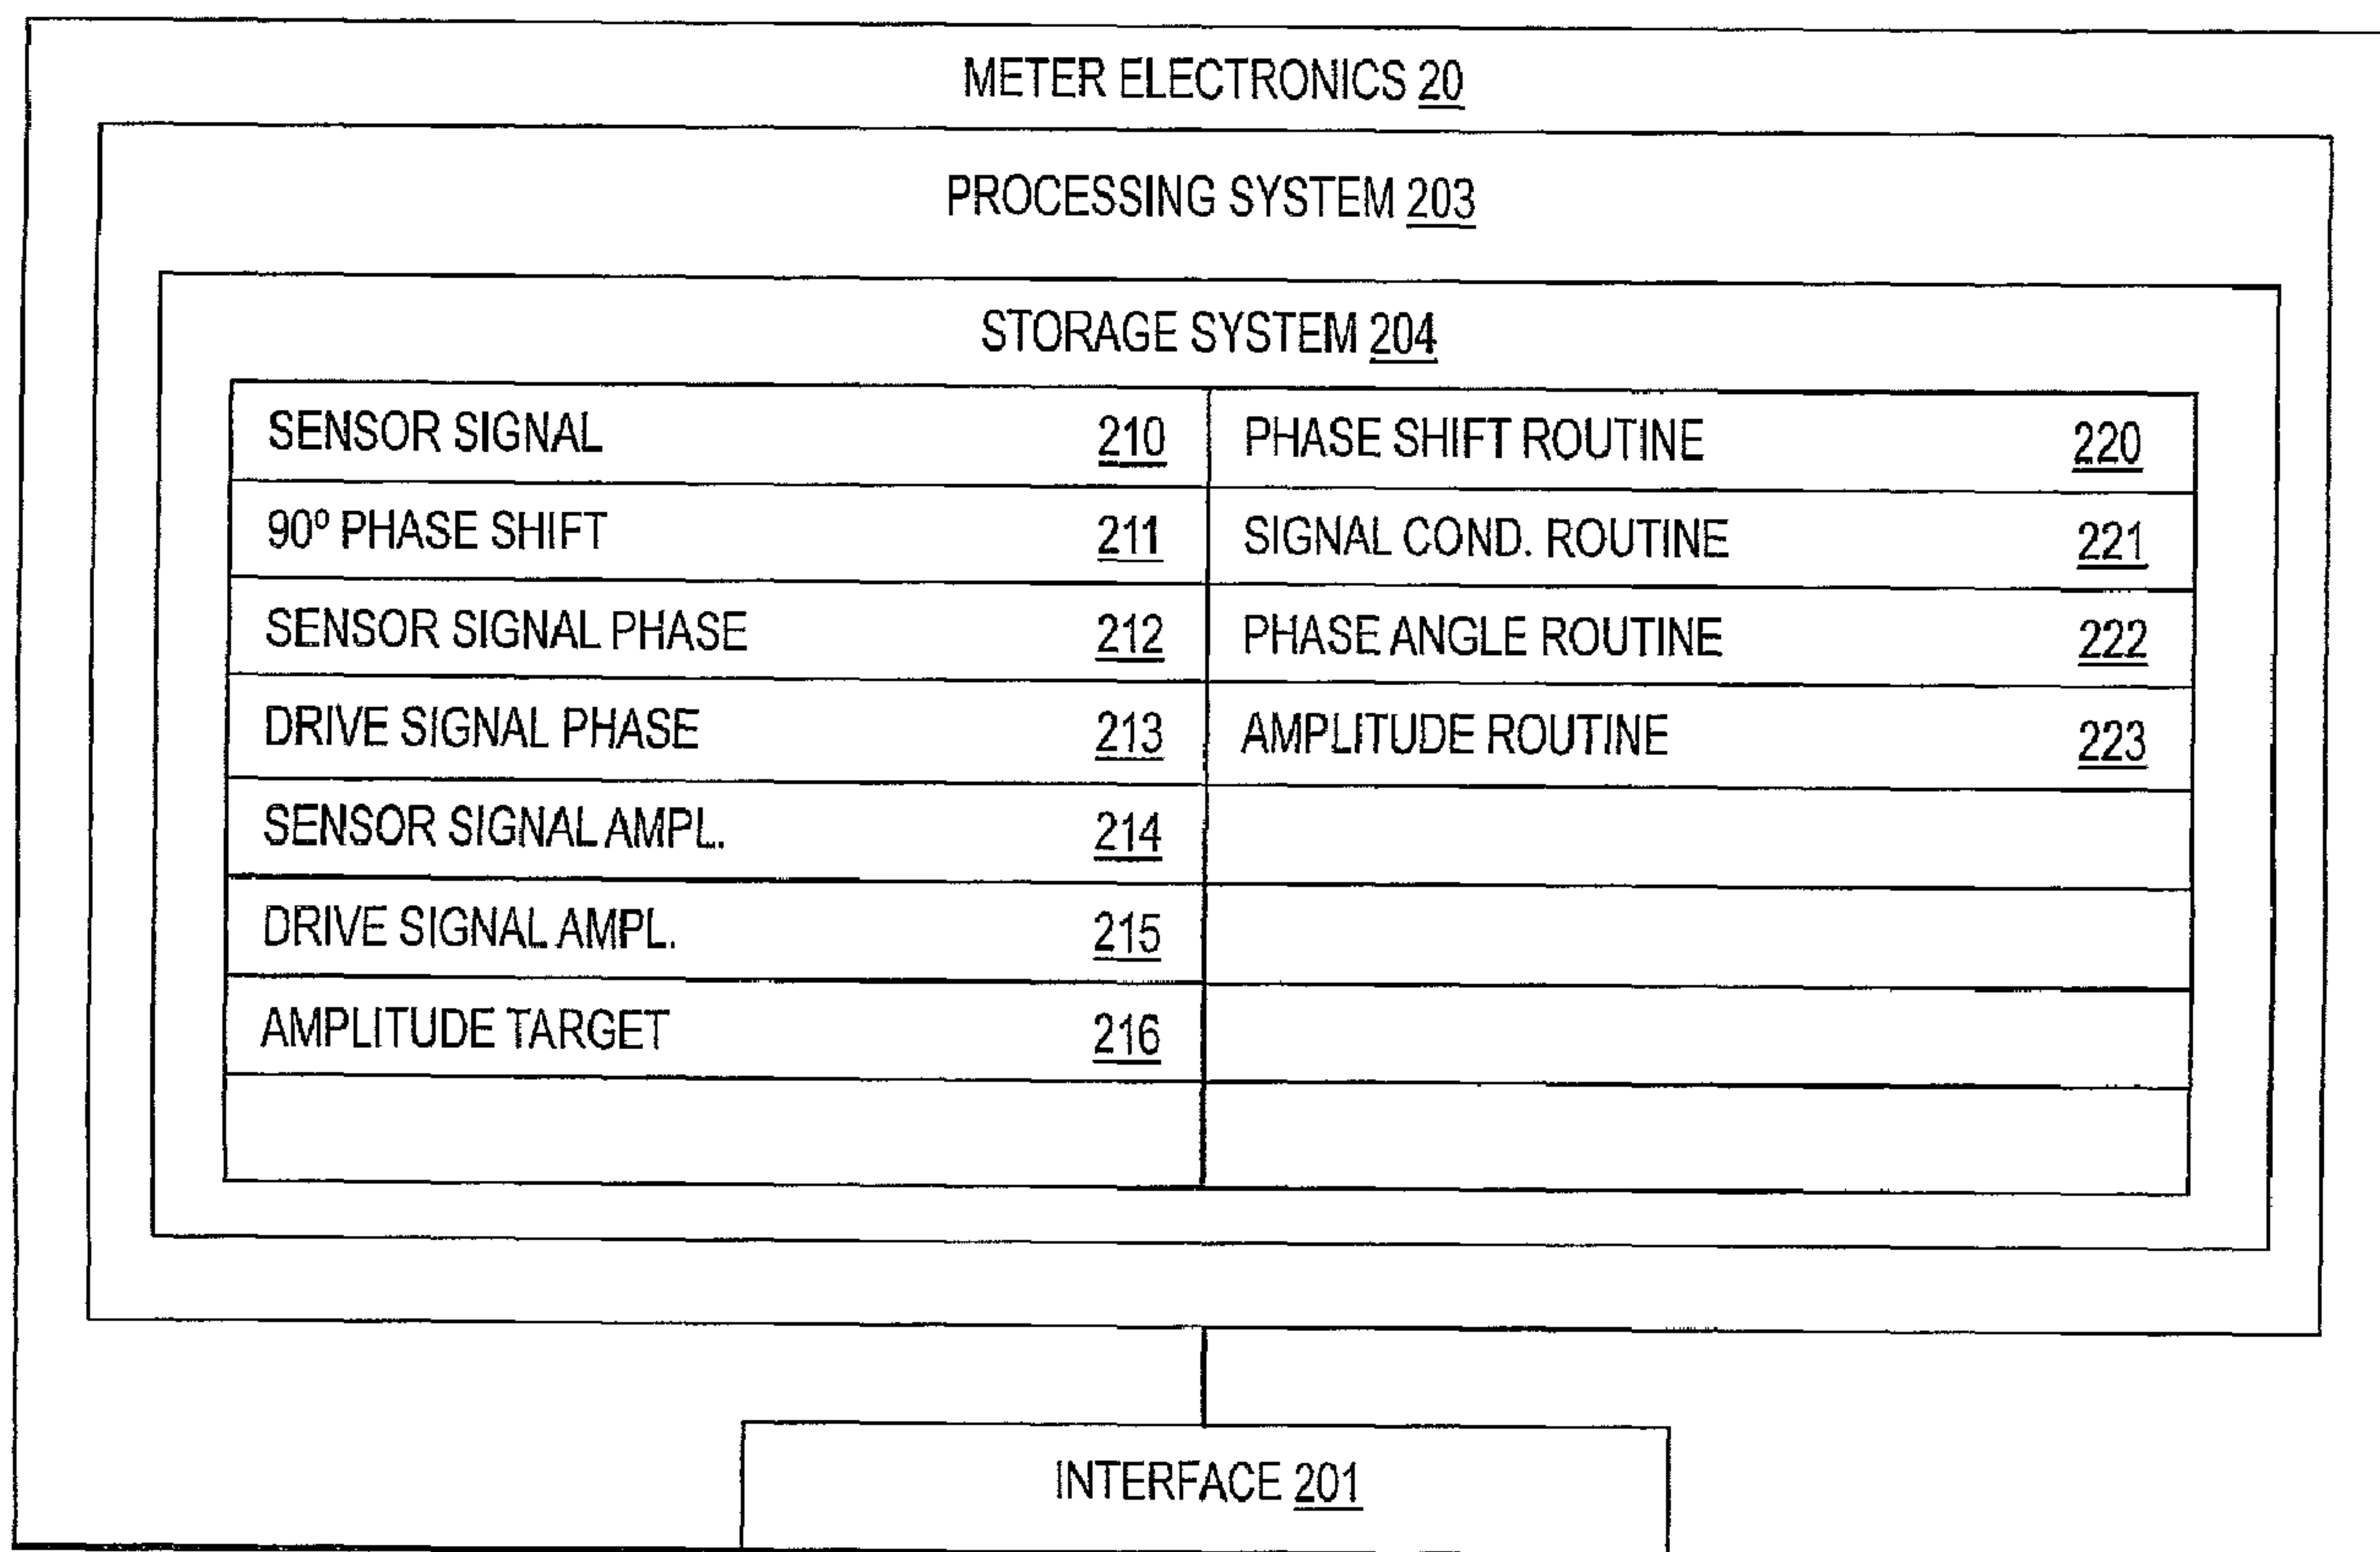 METER ELECTRONICS 20
PROCESSING SYSTEM 203
STORAGE SYSTEM 204
SENSOR SIGNAL 210
PHASE SHIFT ROUTINE 220
90º PHASE SHIFT 211
SIGNAL COND. ROUTINE 221
SENSOR SIGNAL PHASE 212
PHASE ANGLE ROUTINE 222
DRIVE SIGNAL PHASE 213
AMPLITUDE ROUTINE 223
SENSOR SIGNAL AMPL. 214
DRIVE SIGNAL AMPL. 215
AMPLITUDE TARGET 216
INTERFACE 201